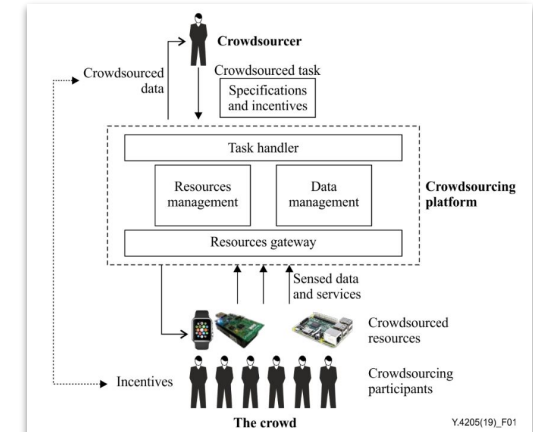 Crowdsourcer
Crowdsourced
data
Crowdsourced task
Specifications
and incentives
Task handler
Resources
management
Data
management
Crowdsourcing
platform
Resources gateway
Sensed data
and services
Crowdsourced
resources
Incentives
Crowdsourcing
participants
The crowd
Y.4205(19)_F01